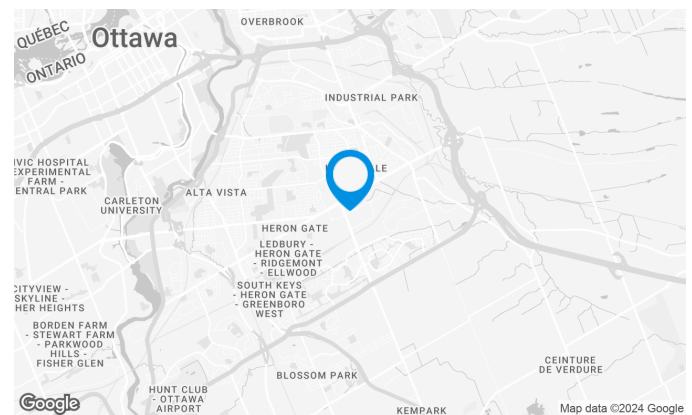 OVERBROOK
QUÉBEC
Ottawa
ONTARIO
INDUSTRIAL PARK
IVIC HOSPITAL
EXPERIMENTAL
FARM -
ENTRAL PARK
ALE
ALTA VISTA
CARLETON
UNIVERSITY
HERON GATE
LEDBURY -
HERON GATE
- RIDGEMONT
- ELLWOOD
CITYVIEW -
SKYLINE -
HER HEIGHTS
SOUTH KEYS
- HERON GATE
- GREENBORO
WEST
BORDEN FARM
- STEWART FARM
- PARKWOOD
HILLS -
FISHER GLEN
CEINTURE
DE VERDURE
BLOSSOM PARK
HUNT CLUB
- OTTAWA
AIRPORT
KEMPARK
Google
Map data ©2024 Google